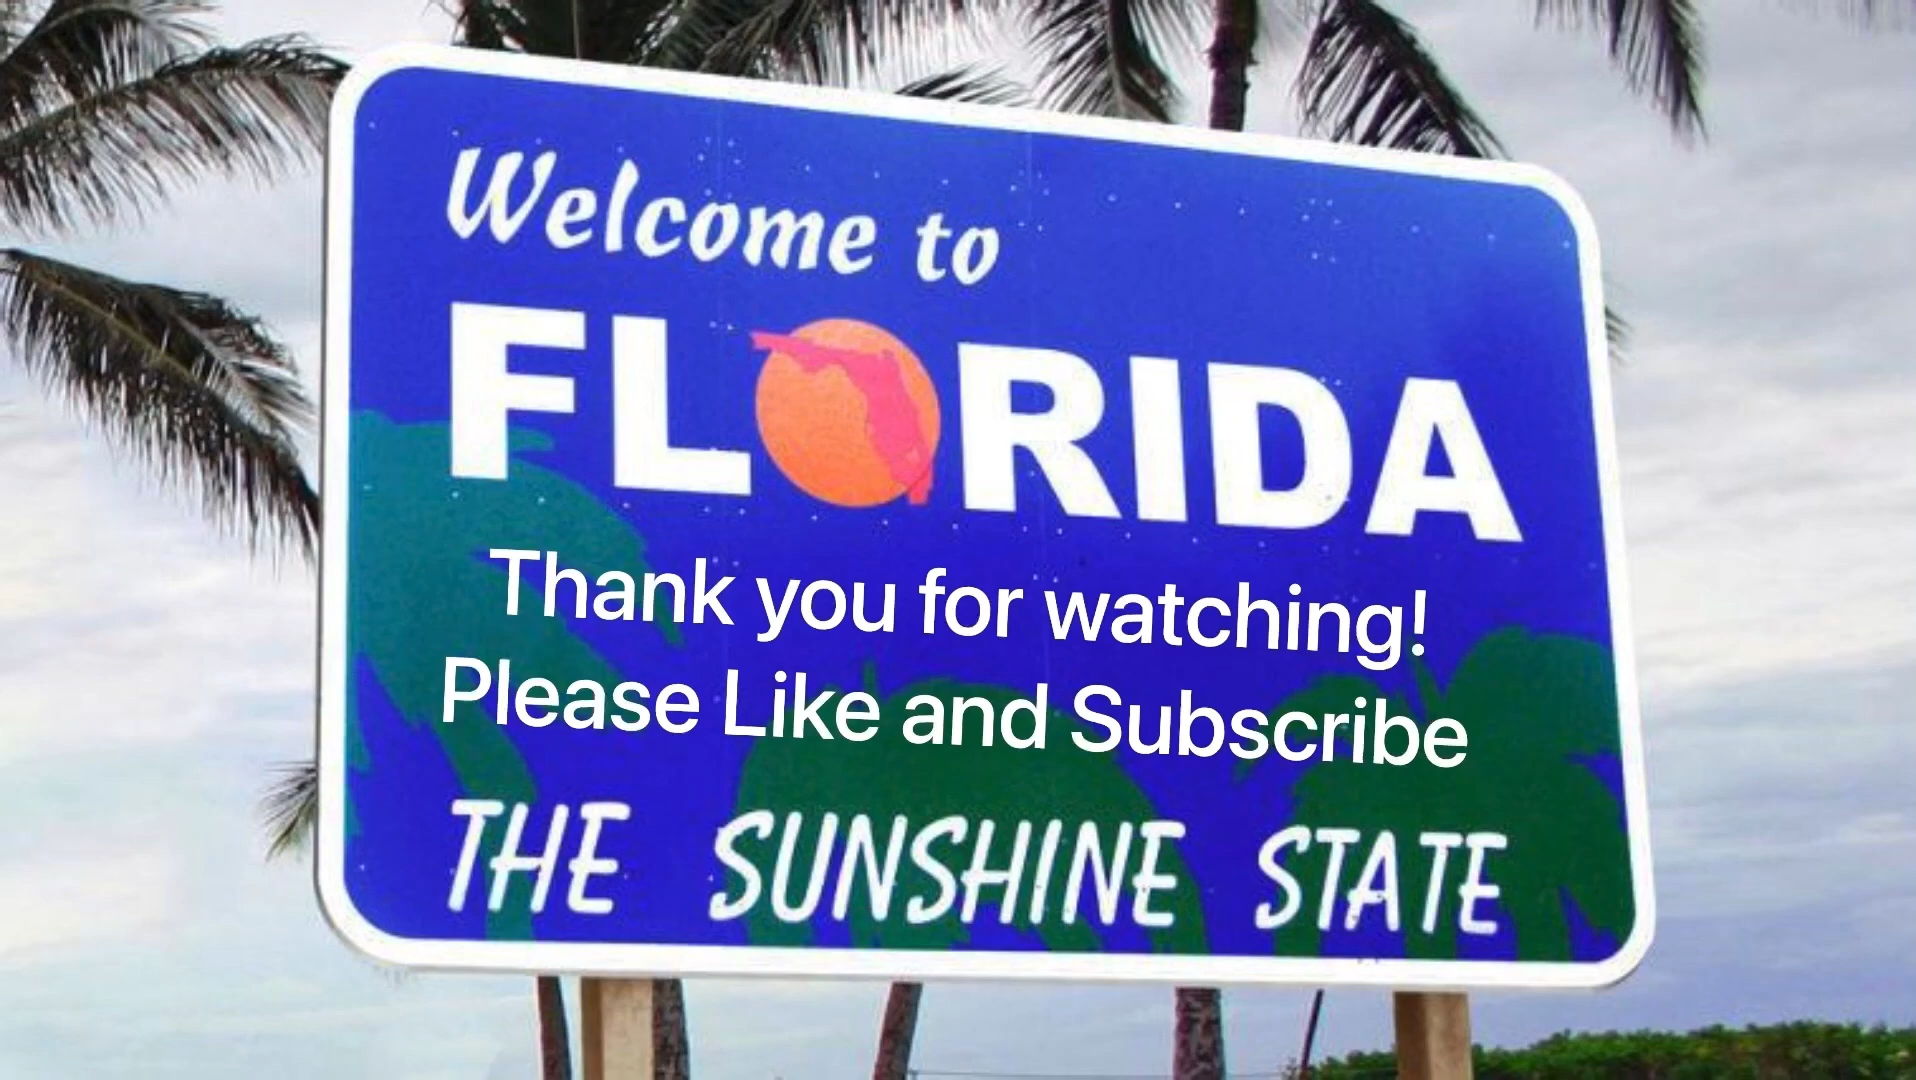 Welcome to
FLORIDA
Thank you for watching!
Please Like and Subscribe
THE SUNSHINE STATE